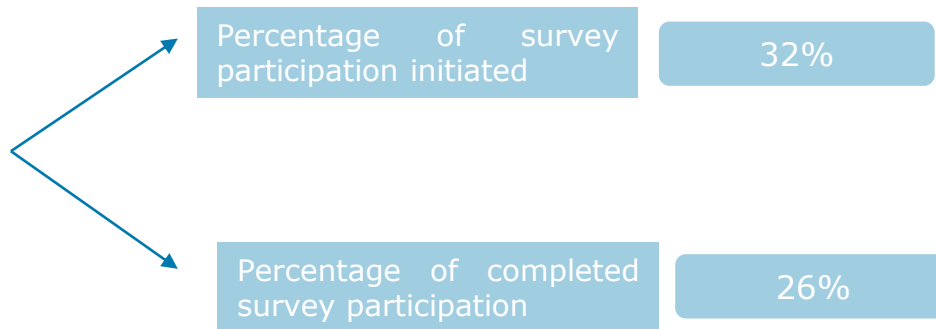 Percentage of survey
participation initiated
32%
Percentage of completed
survey participation
26%